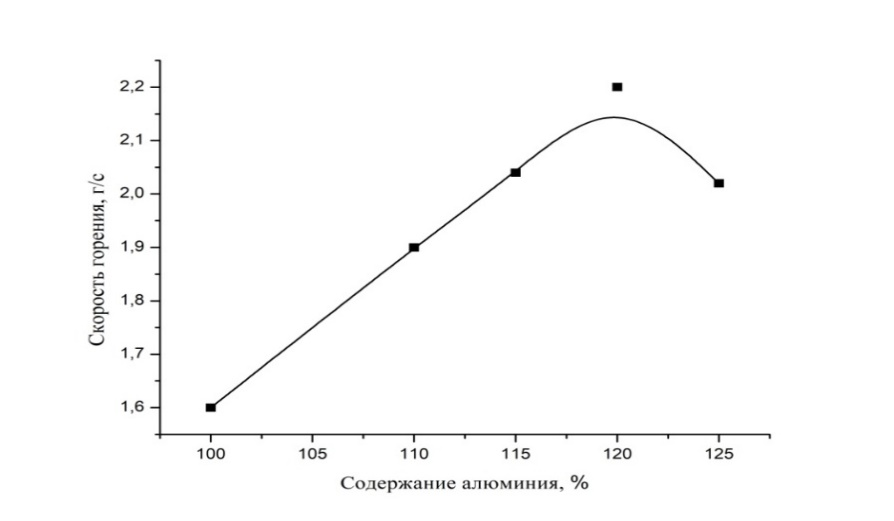 2,2
2,1
2,0
1,9
1,8
1,7
1,6
Скорость горения, г/с
100 105 110 115 120 125
Содержание алюминия, %